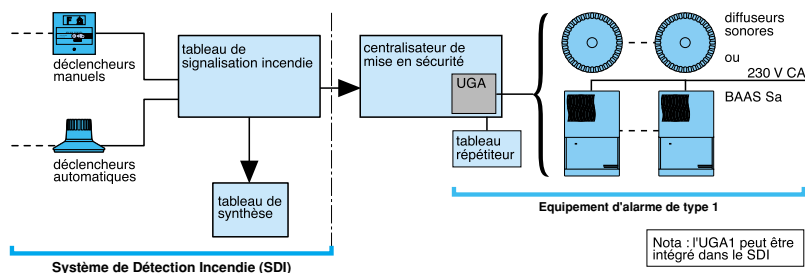 déclencheurs
manuels
déclencheurs
automatiques
tableau de
signalisation incendie
tableau de
synthèse
centralisateur de
mise en sécurité
UGA
tableau
répétiteur
diffuseurs
sonores
ou
230 V CA
BAAS Sa
Equipement d'alarme de type 1
Système de Détection Incendie (SDI)
Nota : l'UGA1 peut être
intégré dans le SDI